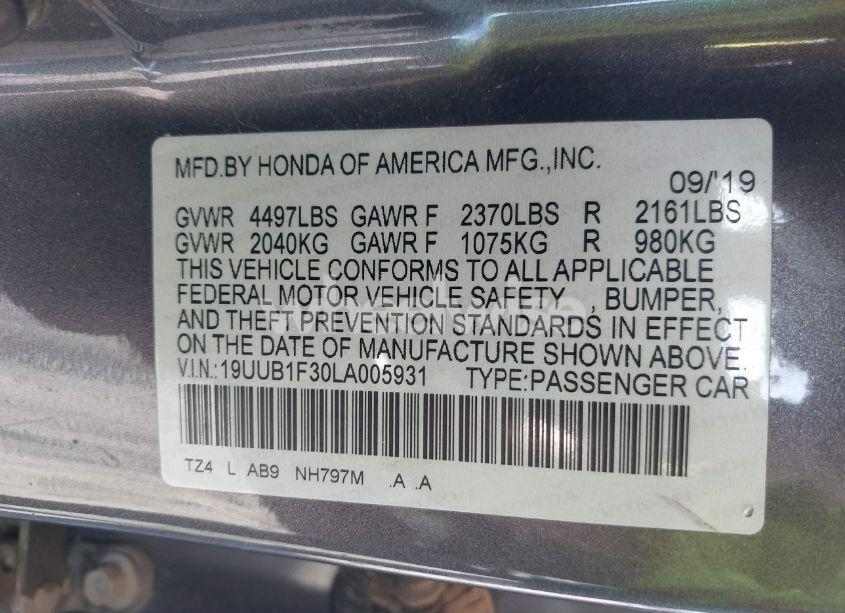 MFD.BY HONDA OF AMERICA MFG.,INC.
09/'19
GVWR 4497LBS GAWR F 2370LBS R 2161LBS
GVWR 2040KG GAWR F 1075KG R 980KG
THIS VEHICLE CONFORMS TO ALL APPLICABLE
FEDERAL MOTOR VEHICLE SAFETY , BUMPER,
AND THEFT PREVENTION STANDARDS IN EFFECT
ON THE DATE OF MANUFACTURE SHOWN ABOVE.
V.I.N.:19UUB1F30LA005931 TYPE:PASSENGER CAR
TZ4 L AB9 NH797M .A .A